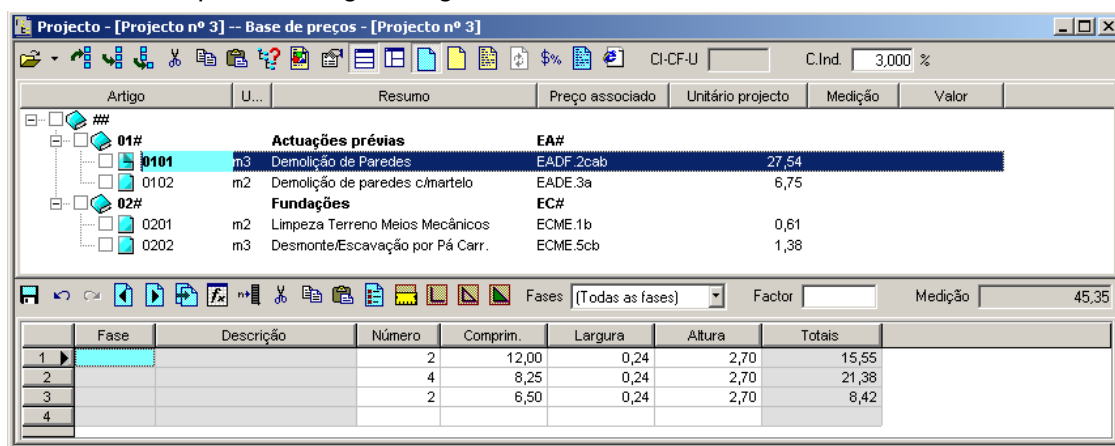 Projecto - [Projecto nº 3] -- Base de preços - [Projecto nº 3]
$% CI-CF-U C.Ind. 3,000 %
Artigo U... Resumo Preço associado Unitário projecto Medição Valor
##
01# Actuações prévias EA#
0101 m3 Demolição de Paredes EADF.2cab 27,54
0102 m2 Demolição de paredes c/martelo EADE.3a 6,75
02# Fundações EC#
0201 m2 Limpeza Terreno Meios Mecânicos ECME.1b 0,61
0202 m3 Desmonte/Escavação por Pá Carr. ECME.5cb 1,38
fx Fases (Todas as fases) Factor Medição 45,35
Fase Descrição Número Comprim. Largura Altura Totais
1 2 12,00 0,24 2,70 15,55
2 4 8,25 0,24 2,70 21,38
3 2 6,50 0,24 2,70 8,42
4